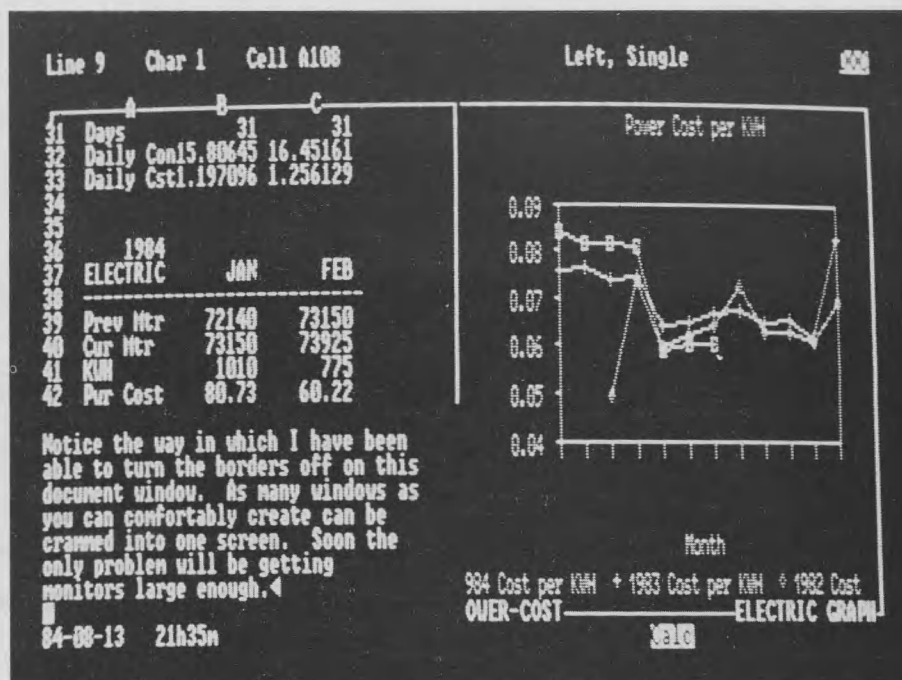 Line 9 Char 1 Cell A108 Left, Single
A B C
31 Days 31 31
32 Daily Con15.80645 16.45161
33 Daily Cst1.197096 1.256129
34
35
36 1984
37 ELECTRIC JAN FEB
38 --------------------------
39 Prev Mtr 72140 73150
40 Cur Mtr 73150 73925
41 KWH 1010 775
42 Pwr Cost 80.73 60.22
Notice the way in which I have been
able to turn the borders off on this
document window. As many windows as
you can comfortably create can be
crammed into one screen. Soon the
only problem will be getting
monitors large enough.
84-08-13 21h35m
Power Cost per KWH
0.09
0.08
0.07
0.06
0.05
0.04
Month
984 Cost per KWH + 1983 Cost per KWH ◊ 1982 Cost
OWER-COST ELECTRIC GRAPH
Calc